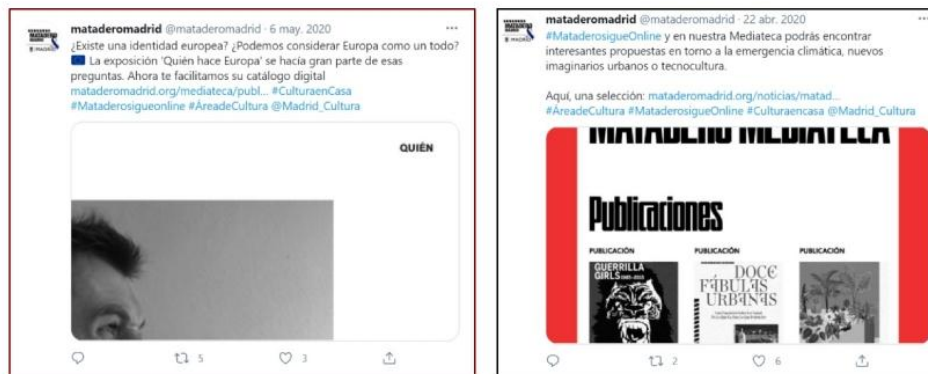 mataderomadrid @mataderomadrid · 6 may. 2020
¿Existe una identidad europea? ¿Podemos considerar Europa como un todo?
La exposición 'Quién hace Europa' se hacía gran parte de esas
preguntas. Ahora te facilitamos su catálogo digital
mataderomadrid.org/mediateca/publ... #CulturaenCasa
#Mataderosigueonline #ÁreadeCultura @Madrid_Cultura
QUIÉN
5
3
mataderomadrid @mataderomadrid · 22 abr. 2020
#MataderosigueOnline y en nuestra Mediateca podrás encontrar
interesantes propuestas en torno a la emergencia climática, nuevos
imaginarios urbanos o tecnocultura.
Aquí, una selección: mataderomadrid.org/noticias/matad...
#ÁreadeCultura #MataderosigueOnline #Culturaencasa @Madrid_Cultura
MATADERO MEDIATECA
Publicaciones
PUBLICACIÓN PUBLICACIÓN PUBLICACIÓN
GUERRILLA
GIRLS
DOCE
FÁBULAS
URBANAS
2
6